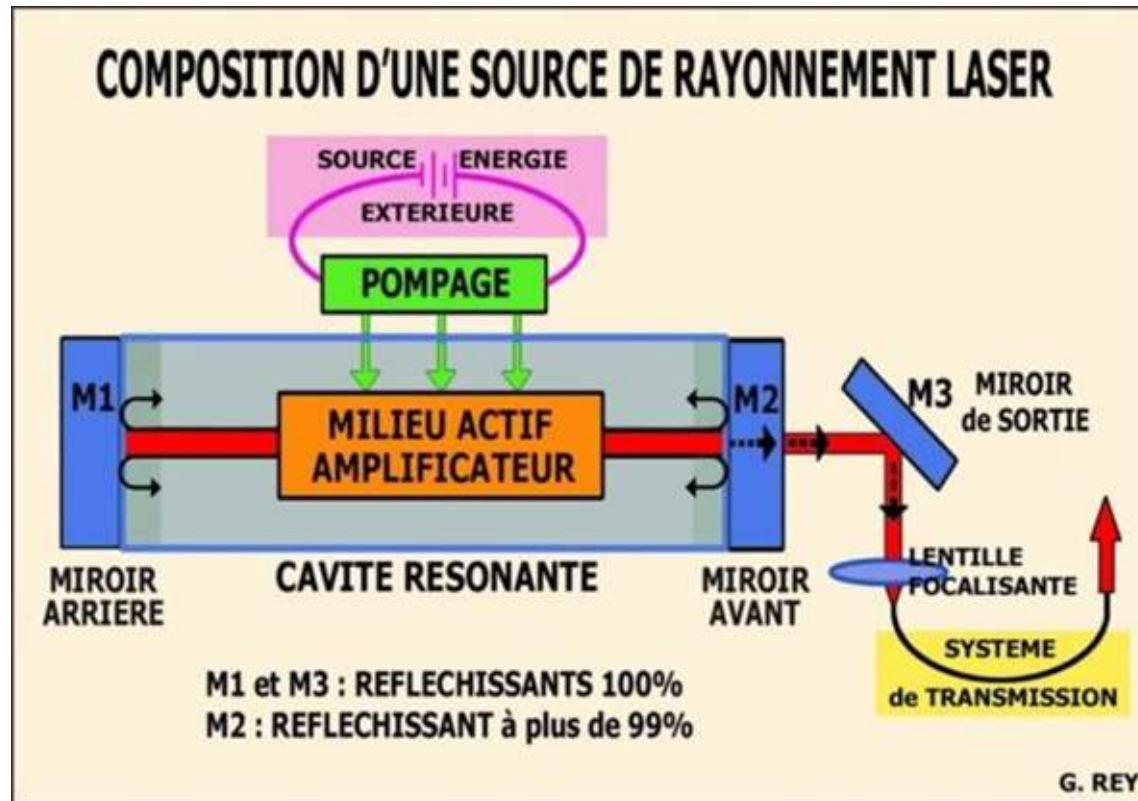 COMPOSITION D'UNE SOURCE DE RAYONNEMENT LASER
SOURCE ENERGIE
EXTERIEURE
POMPAGE
M1
MILIEU ACTIF
AMPLIFICATEUR
M2
M3
MIROIR
de SORTIE
MIROIR
ARRIERE
CAVITE RESONANTE
MIROIR
AVANT
LENTILLE
FOCALISANTE
SYSTEME
de TRANSMISSION
M1 et M3 : REFLECHISSANTS 100%
M2 : REFLECHISSANT à plus de 99%
G. REY